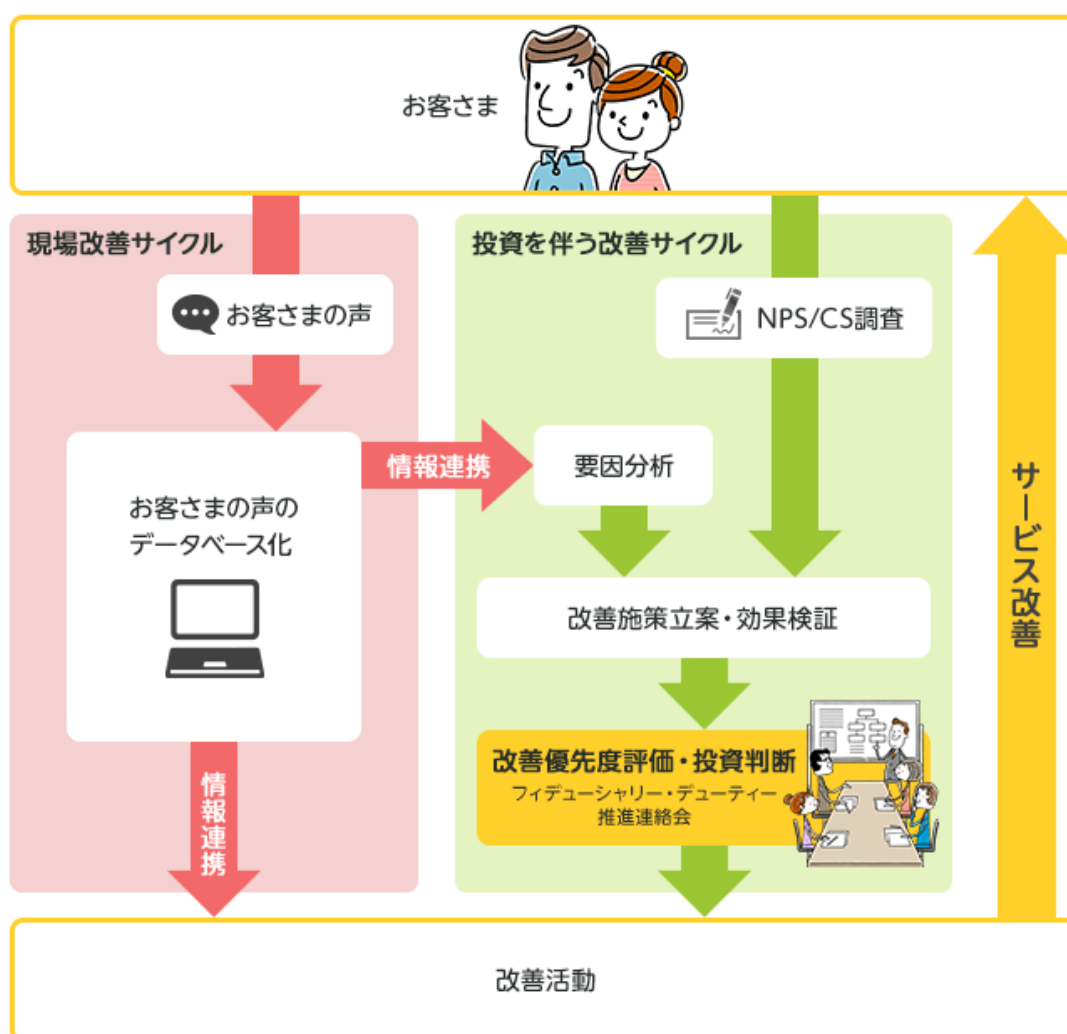 お客さま
現場改善サイクル
お客さまの声
お客さまの声の
データベース化
情報連携
情報連携
投資を伴う改善サイクル
NPS/CS調査
要因分析
改善施策立案・効果検証
改善優先度評価・投資判断
フィデューシャリー・デューティー
推進連絡会
サービス改善
改善活動